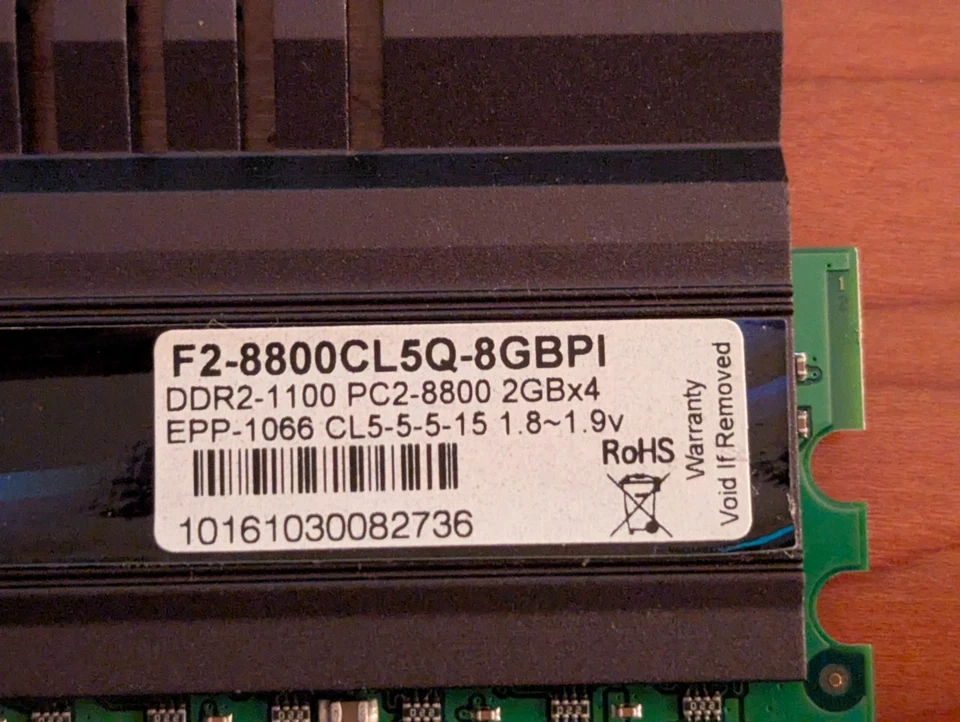 F2-8800CL5Q-8GBPI
DDR2-1100 PC2-8800 2GBx4
EPP-1066 CL5-5-5-15 1.8~1.9v
RoHS
10161030082736
Warranty
Void If Removed
1